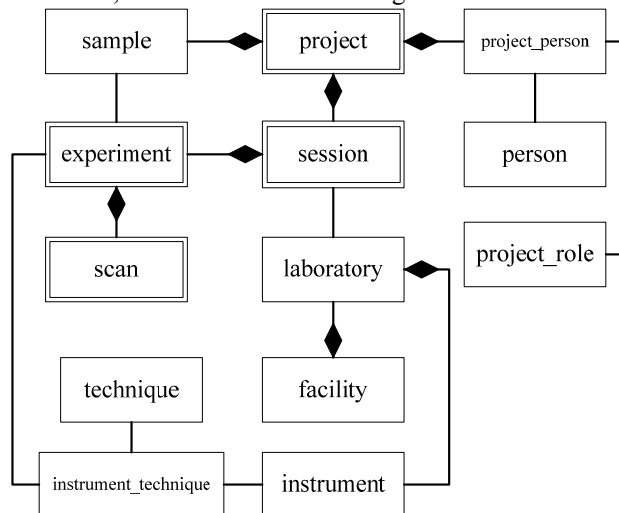 sample
project
project_person
experiment
session
person
scan
laboratory
project_role
technique
facility
instrument_technique
instrument